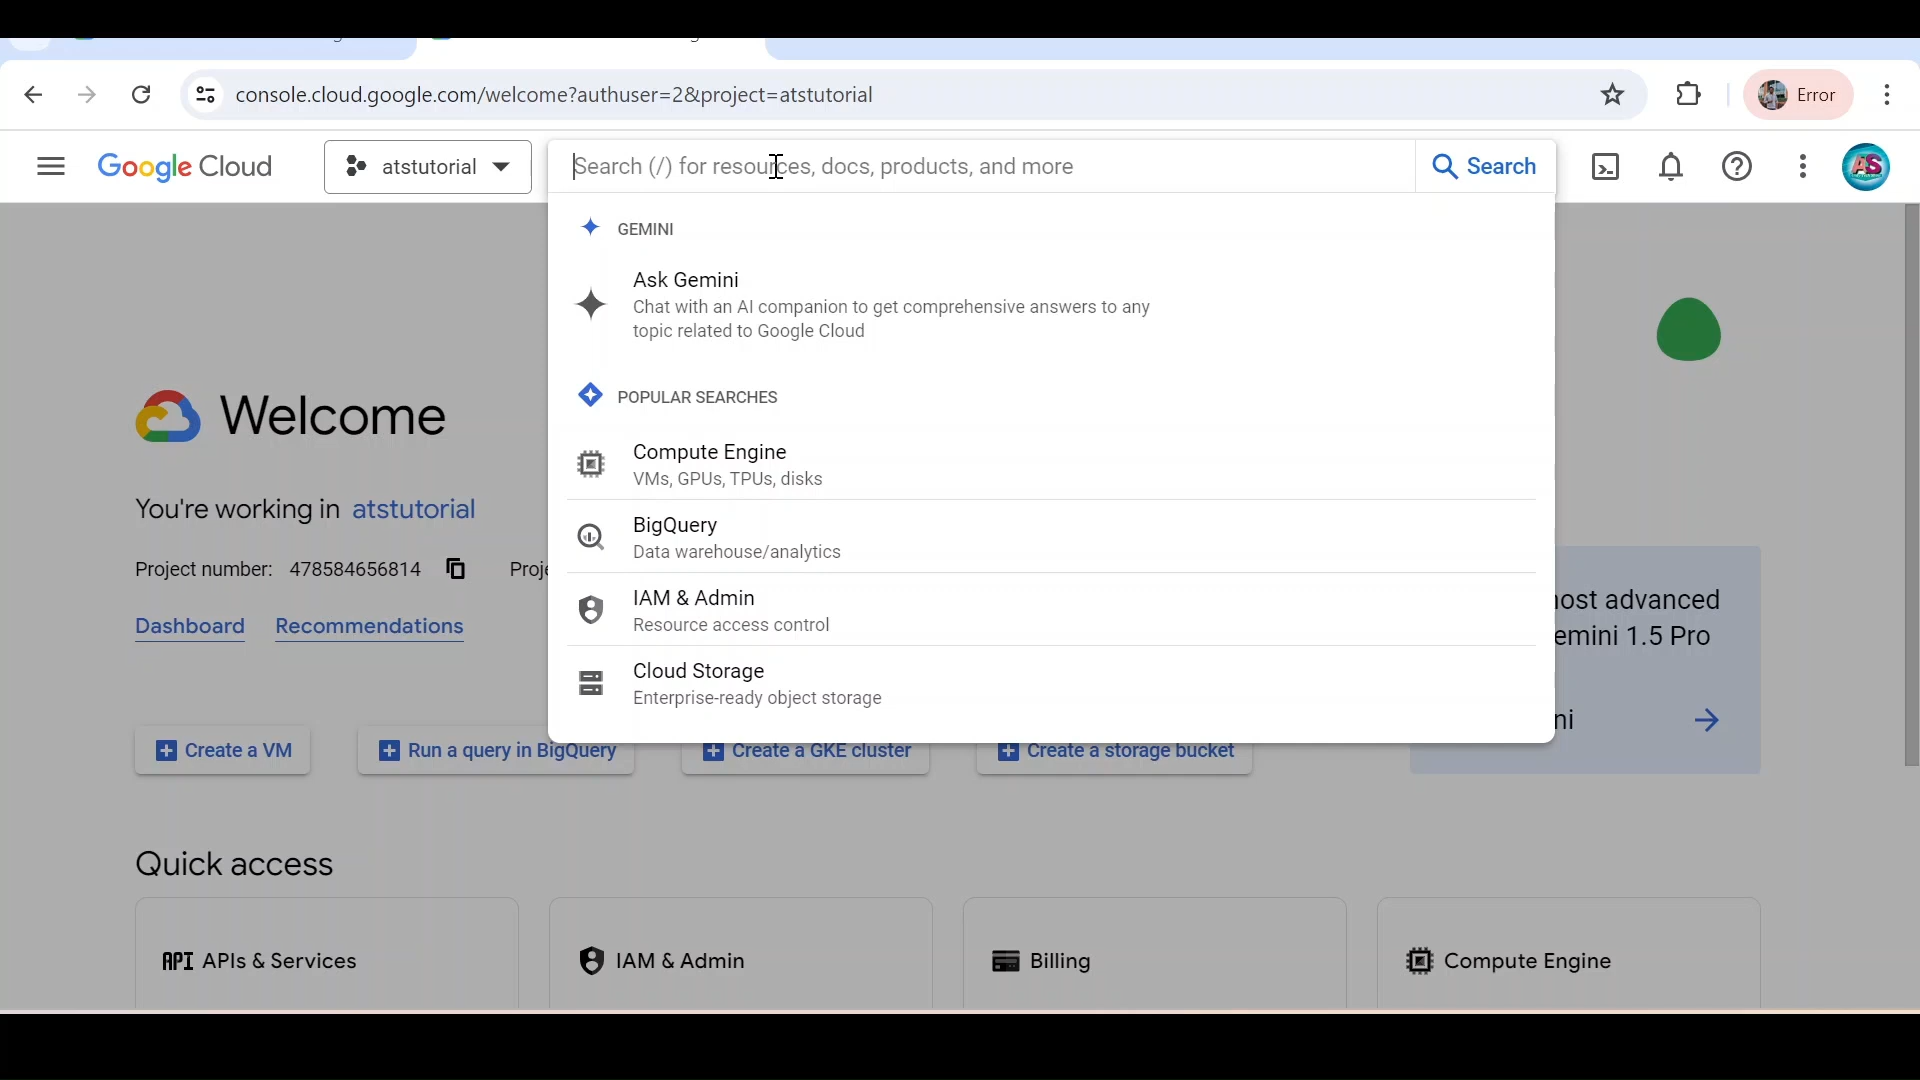 console.cloud.google.com/welcome?authuser=2&project=atstutorial
Error
Google Cloud
atstutorial
Search (/) for resources, docs, products, and more
Search
AS
GEMINI
Ask Gemini
Chat with an AI companion to get comprehensive answers to any
topic related to Google Cloud
POPULAR SEARCHES
Compute Engine
VMs, GPUs, TPUs, disks
BigQuery
Data warehouse/analytics
IAM & Admin
Resource access control
Cloud Storage
Enterprise-ready object storage
Welcome
You're working in atstutorial
Project number: 478584656814
Dashboard
Recommendations
emini 1.5 Pro
advanced
Create a VM
Run a query in BigQuery
Create a GKE cluster
Create a storage bucket
Quick access
API APIs & Services
IAM & Admin
Billing
Compute Engine